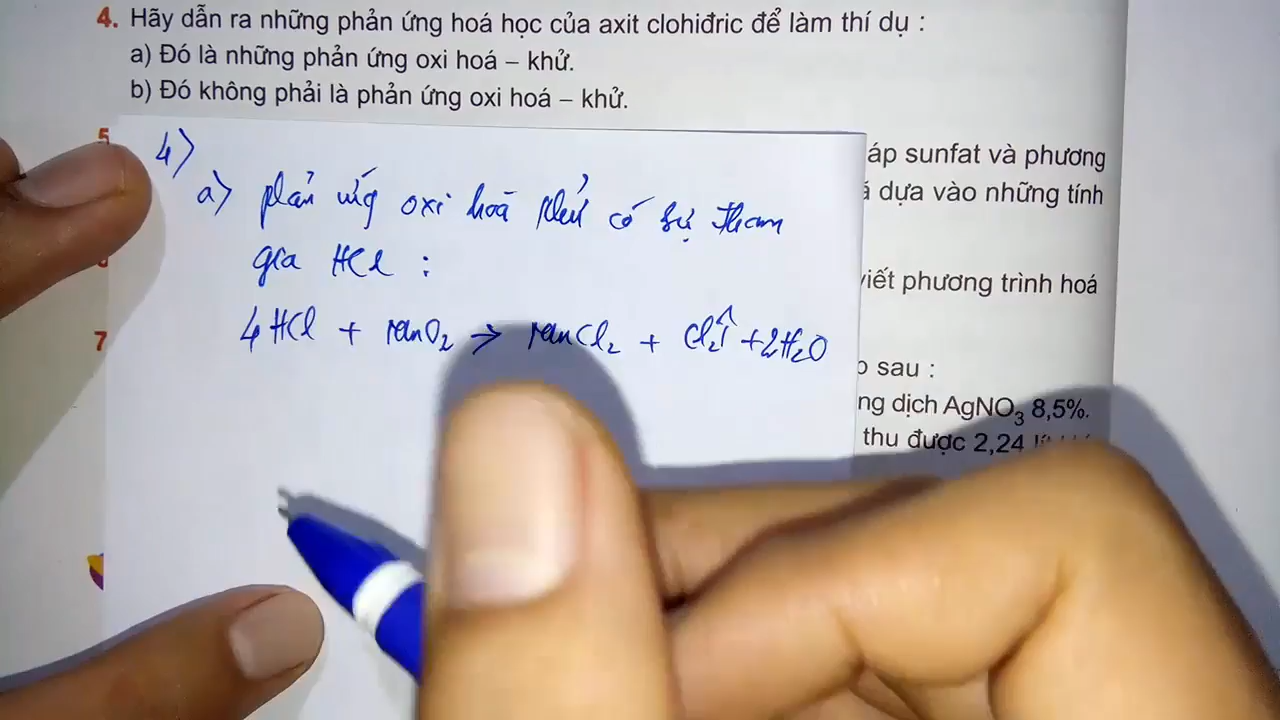 4. Hãy dẫn ra những phản ứng hoá học của axit clohiđric để làm thí dụ :
a) Đó là những phản ứng oxi hoá – khử.
b) Đó không phải là phản ứng oxi hoá – khử.
5
áp sunfat và phương
dựa vào những tính
viết phương trình hoá
7
sau :
ng dịch AgNO₃ 8,5%.
thu được 2,24
4)
a) phản ứng oxi hoá khử có sự tham
gia HCl :
4HCl + MnO₂ → MnCl₂ + Cl₂↑ + 2H₂O